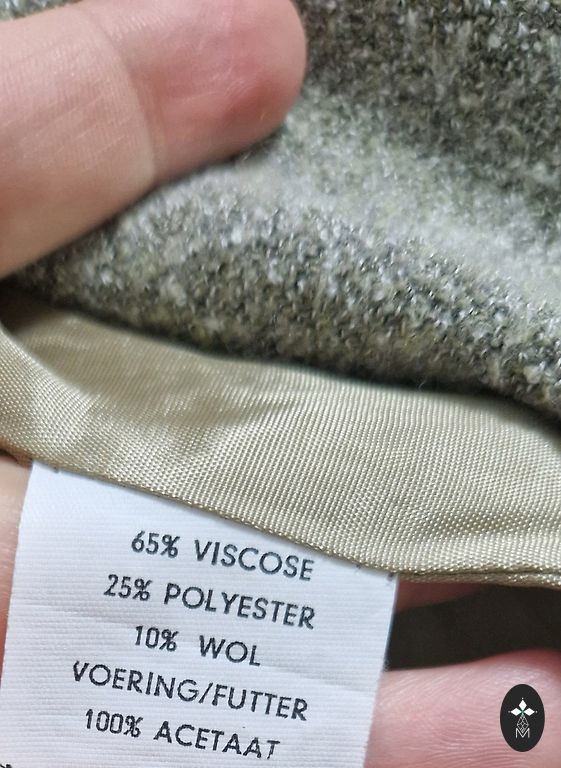 65% VISCOSE
25% POLYESTER
10% WOL
VOERING/FUTTER
100% ACETAAT